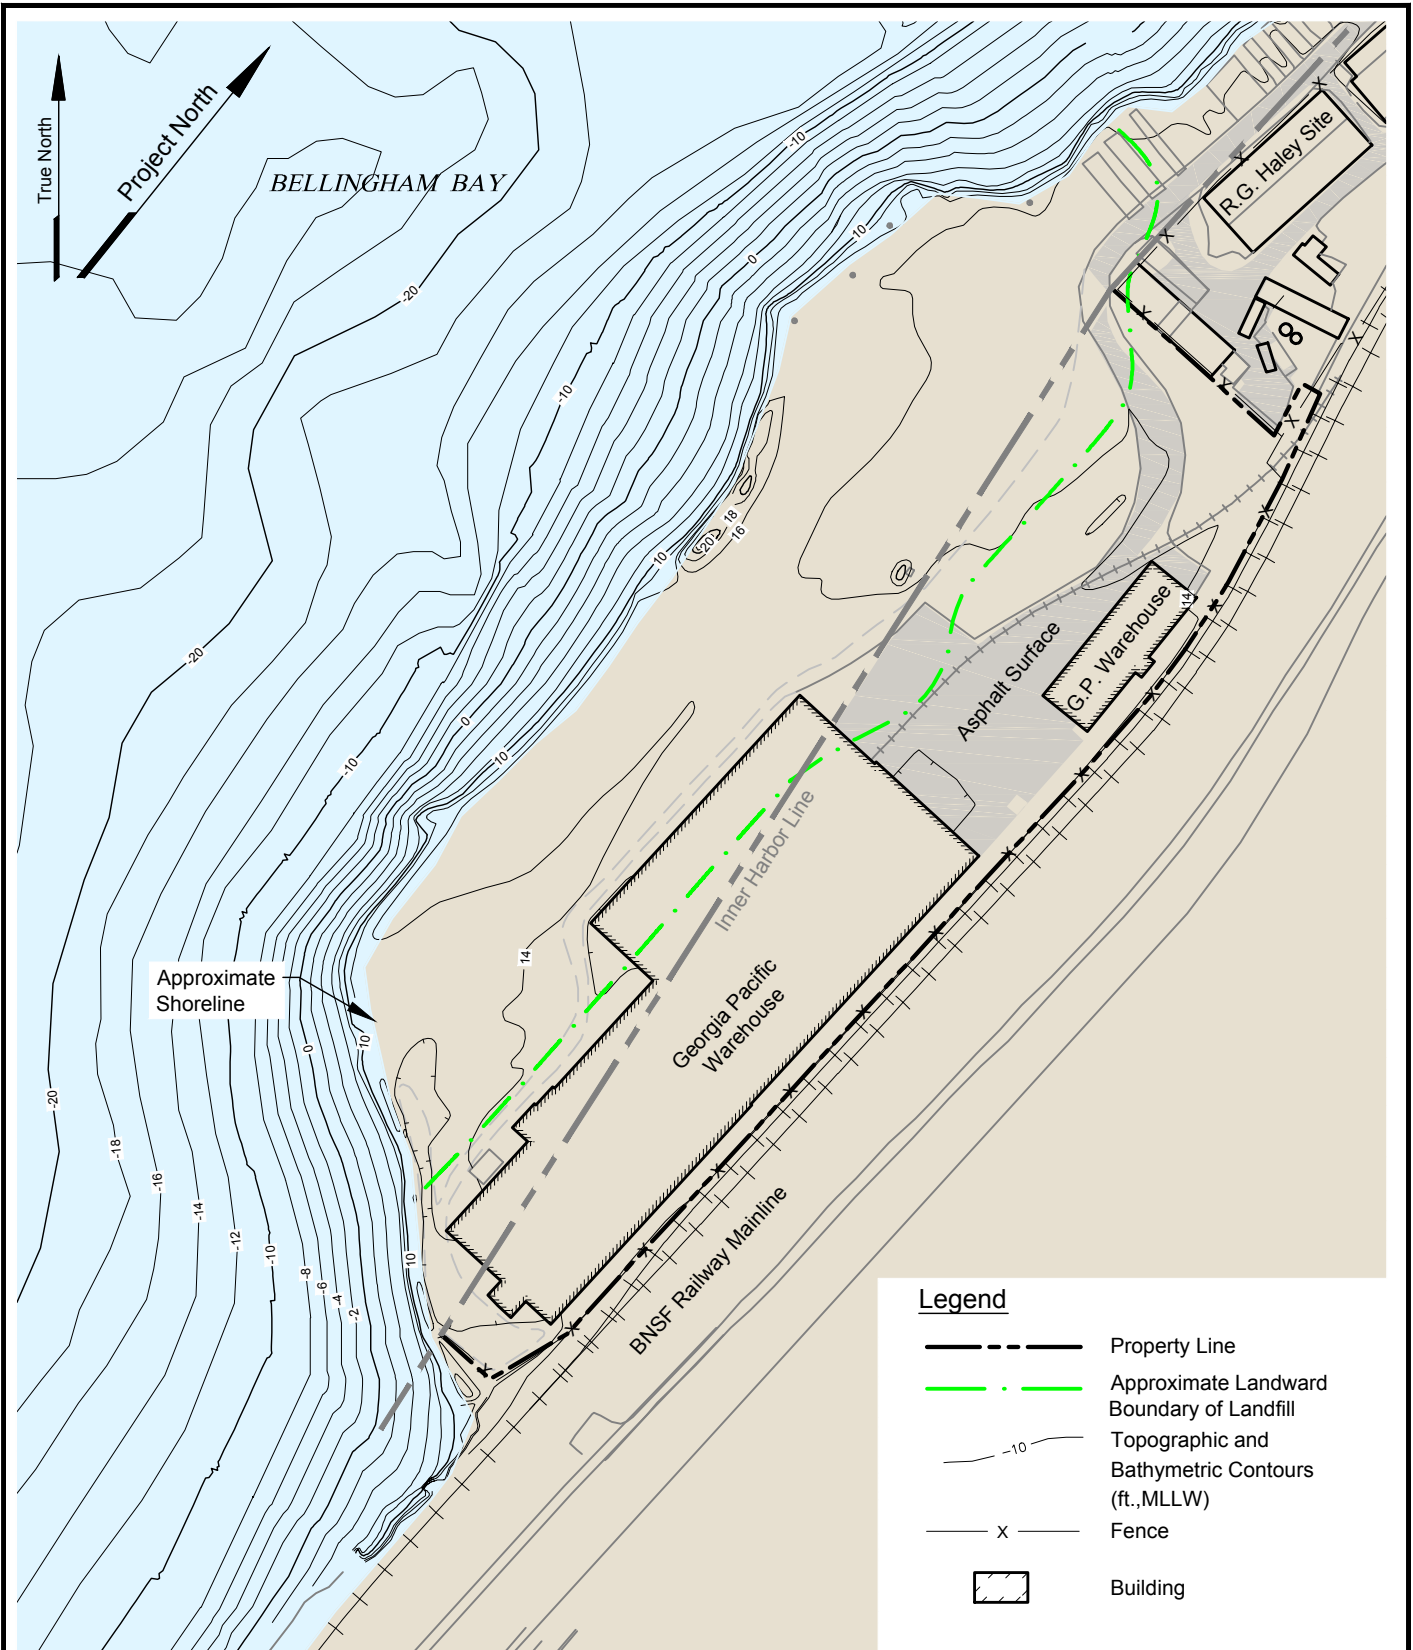 True North
Project North
BELLINGHAM BAY
R.G. Haley Site
-10
10
0
-20
-10
18
20
16
10
-20
14
G.P. Warehouse
Asphalt Surface
0
10
-10
Inner Harbor Line
14
Georgia Pacific
Warehouse
Approximate
Shoreline
0
10
-20
-18
-16
-14
-12
-10
-8
-6
-4
-2
10
BNSF Railway Mainline
Legend
Property Line
Approximate Landward
Boundary of Landfill
-10
Topographic and
Bathymetric Contours
(ft.,MLLW)
X
Fence
Building